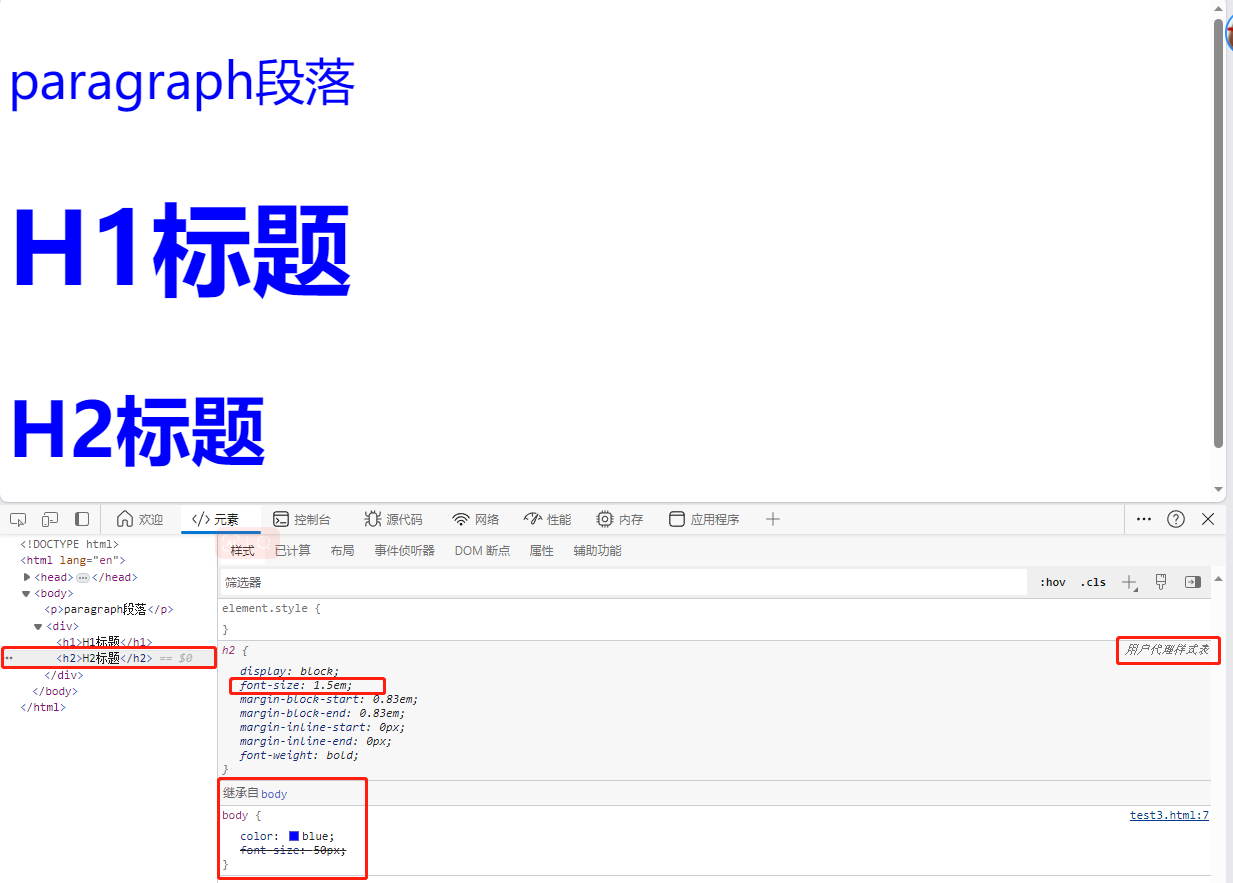 paragraph段落
H1标题
H2标题
欢迎 元素 控制台 源代码 网络 性能 内存 应用程序
<!DOCTYPE html>
<html lang="en">
<head> … </head>
<body>
<p>paragraph段落</p>
<div>
<h1>H1标题</h1>
<h2>H2标题</h2> == $0
</div>
</body>
</html>
样式 已计算 布局 事件侦听器 DOM 断点 属性 辅助功能
筛选器 :hov .cls
element.style {
}
h2 { 用户代理样式表
display: block;
font-size: 1.5em;
margin-block-start: 0.83em;
margin-block-end: 0.83em;
margin-inline-start: 0px;
margin-inline-end: 0px;
font-weight: bold;
}
继承自 body
body { test3.html:7
color: blue;
font-size: 50px;
}